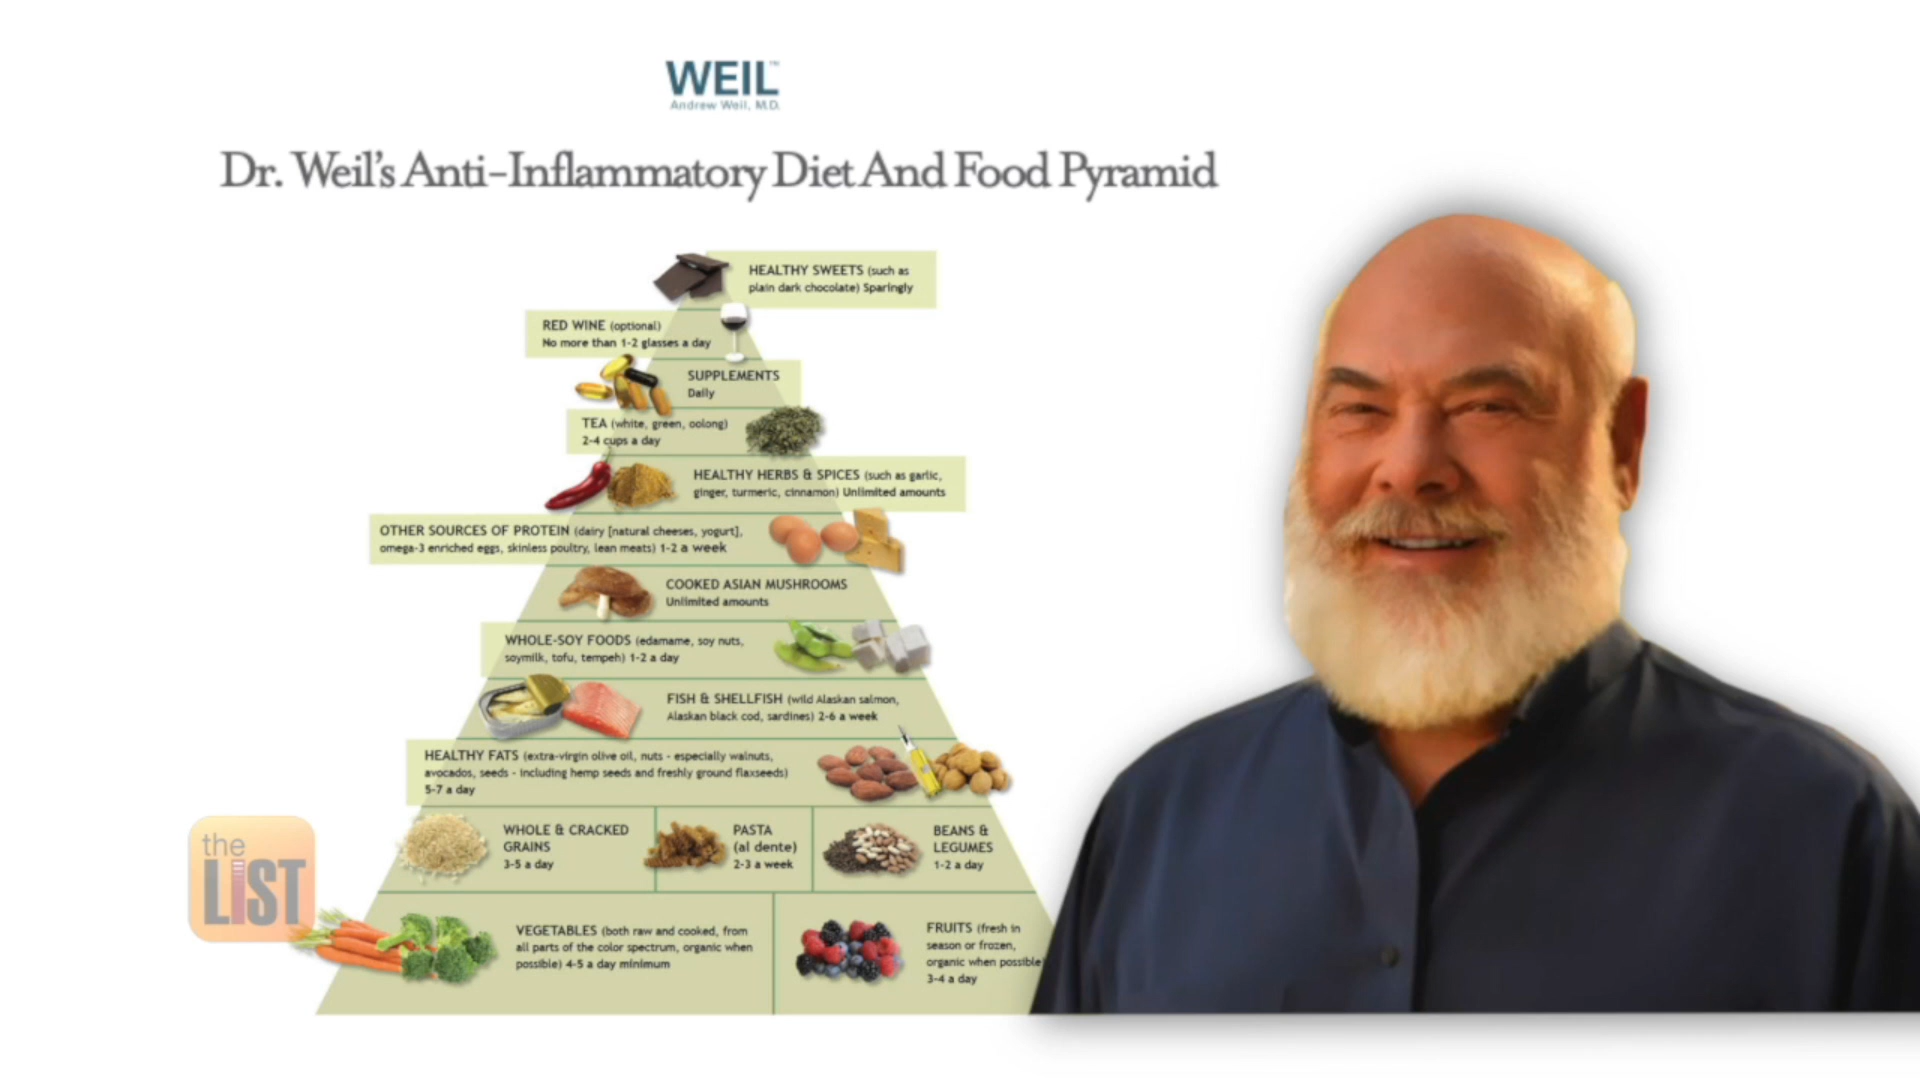 WEIL™
Andrew Weil, M.D.
Dr. Weil's Anti-Inflammatory Diet And Food Pyramid
HEALTHY SWEETS (such as
plain dark chocolate) Sparingly
RED WINE (optional)
No more than 1-2 glasses a day
SUPPLEMENTS
Daily
TEA (white, green, oolong)
2-4 cups a day
HEALTHY HERBS & SPICES (such as garlic,
ginger, turmeric, cinnamon) Unlimited amounts
OTHER SOURCES OF PROTEIN (dairy [natural cheeses, yogurt],
omega-3 enriched eggs, skinless poultry, lean meats) 1-2 a week
COOKED ASIAN MUSHROOMS
Unlimited amounts
WHOLE-SOY FOODS (edamame, soy nuts,
soymilk, tofu, tempeh) 1-2 a day
FISH & SHELLFISH (wild Alaskan salmon,
Alaskan black cod, sardines) 2-6 a week
HEALTHY FATS (extra-virgin olive oil, nuts - especially walnuts,
avocados, seeds - including hemp seeds and freshly ground flaxseeds)
5-7 a day
WHOLE & CRACKED
GRAINS
3-5 a day
PASTA
(al dente)
2-3 a week
BEANS &
LEGUMES
1-2 a day
the
LIST
VEGETABLES (both raw and cooked, from
all parts of the color spectrum, organic when
possible) 4-5 a day minimum
FRUITS (fresh in
season or frozen,
organic when possible)
3-4 a day